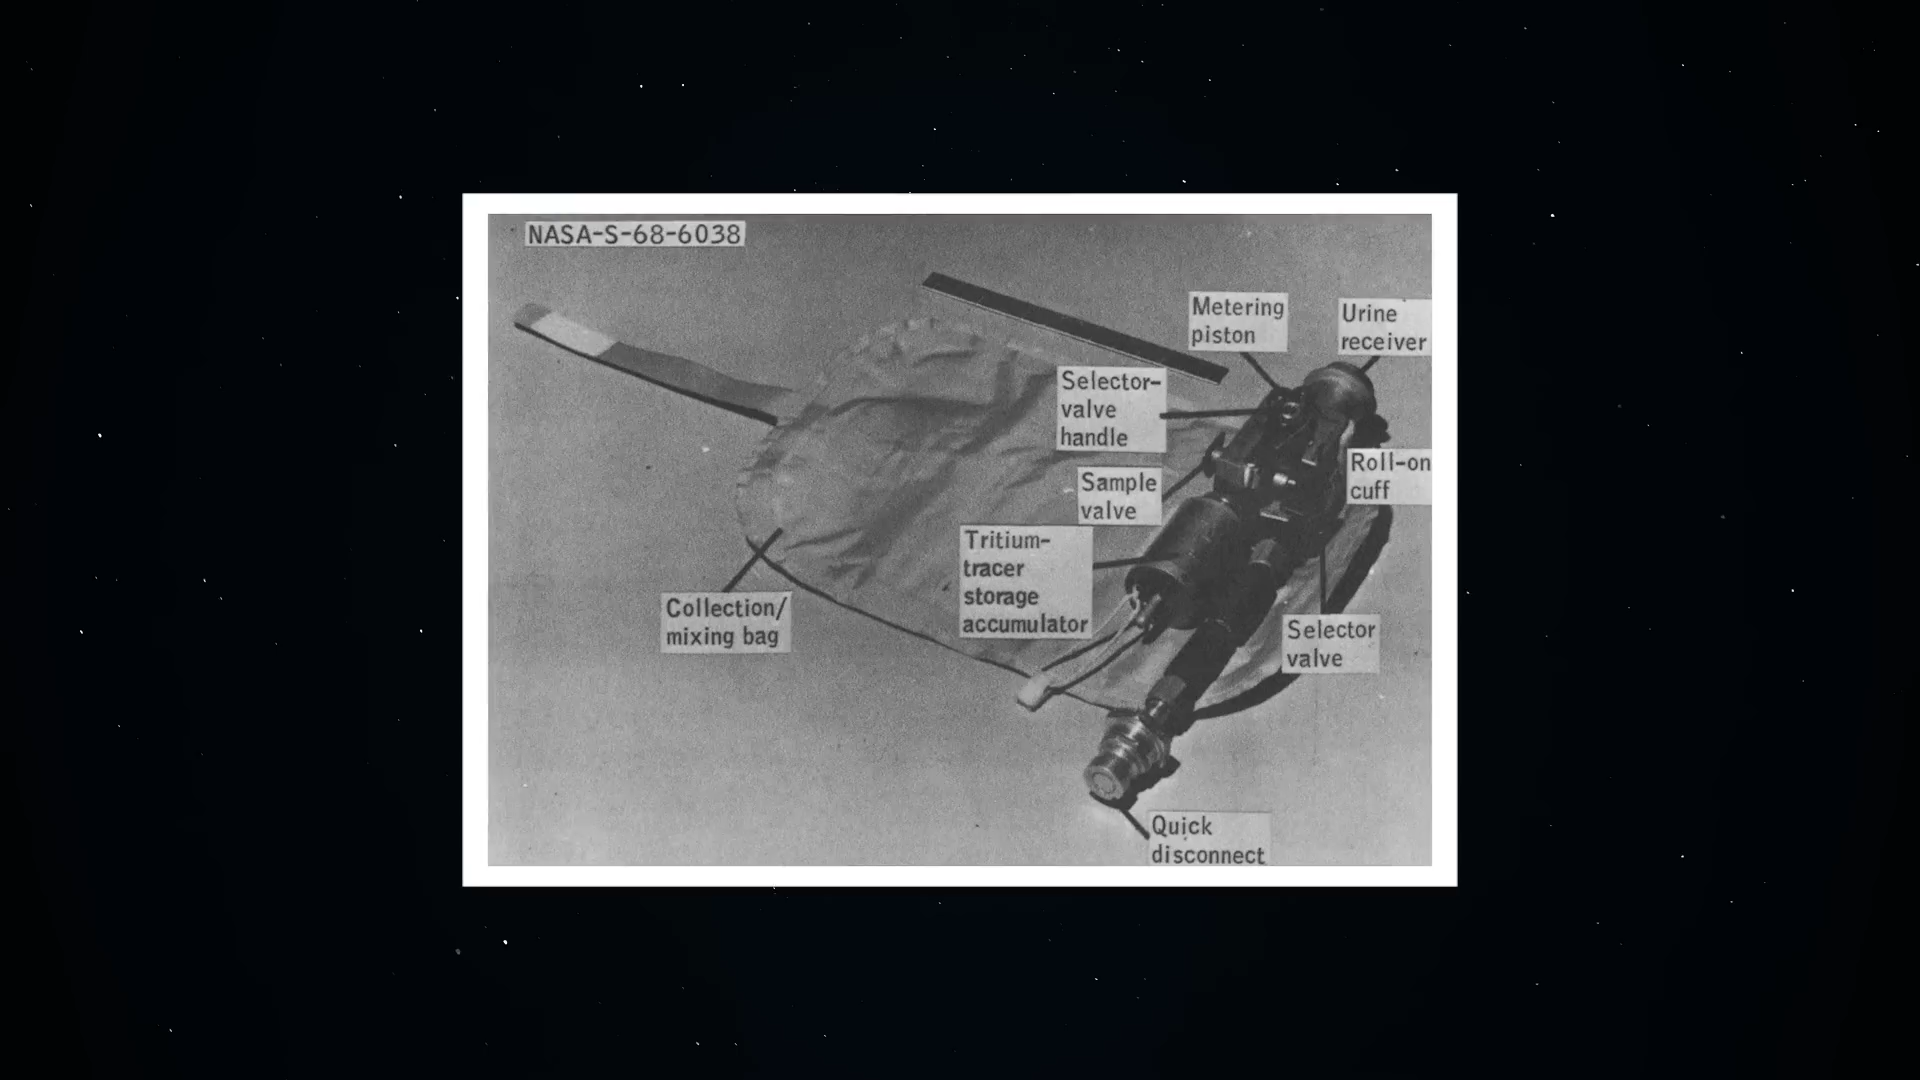 NASA-S-68-6038
Metering
piston
Urine
receiver
Selector-
valve
handle
Roll-on
cuff
Sample
valve
Tritium-
tracer
storage
accumulator
Collection/
mixing bag
Selector
valve
Quick
disconnect